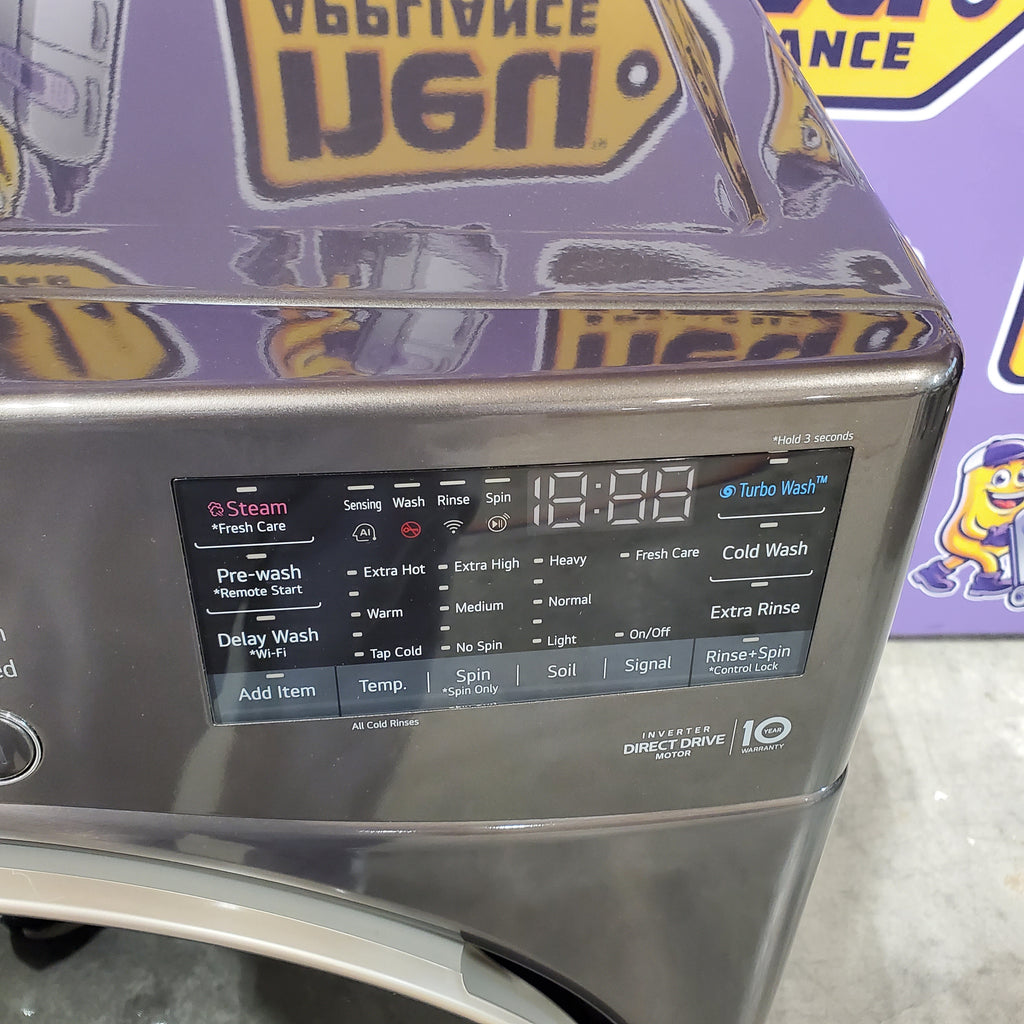 APPLIANCE
neu
ANCE
*Hold 3 seconds
Steam
*Fresh Care
Sensing
Wash
Rinse
Spin
AI
18:88
Turbo Wash™
Pre-wash
*Remote Start
Extra Hot
Extra High
Heavy
Fresh Care
Cold Wash
Warm
Medium
Normal
Extra Rinse
Delay Wash
*Wi-Fi
Tap Cold
No Spin
Light
On/Off
Add Item
Temp.
Spin
*Spin Only
Soil
Signal
Rinse+Spin
*Control Lock
All Cold Rinses
INVERTER
DIRECT DRIVE
MOTOR
10 YEAR
WARRANTY